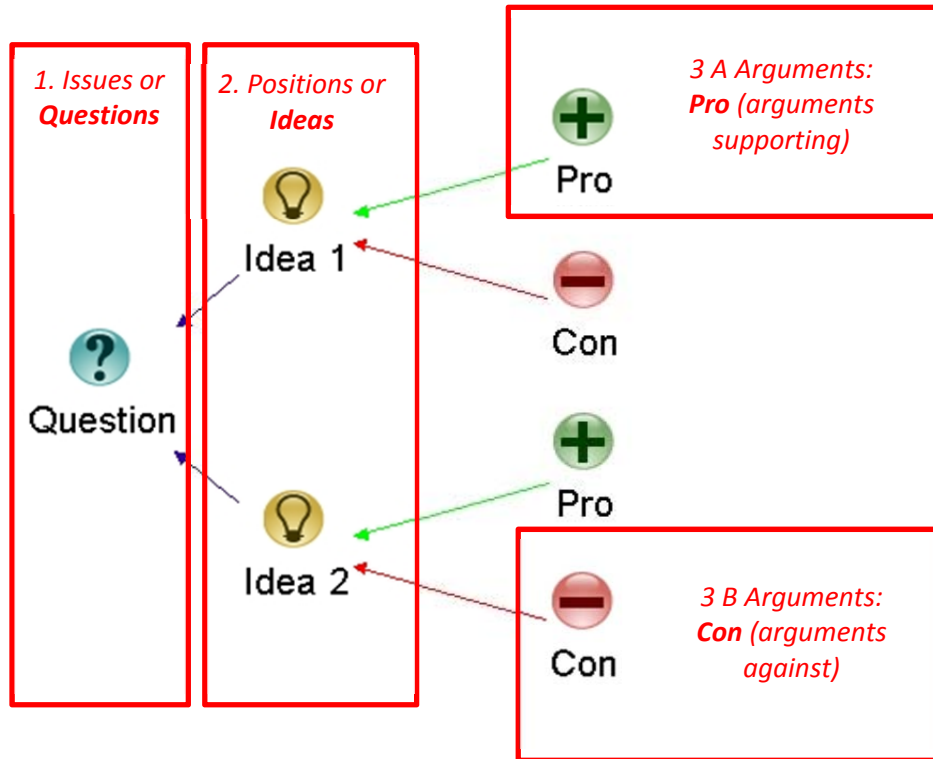 1. Issues or
Questions
2. Positions or
Ideas
3 A Arguments:
Pro (arguments
supporting)
Pro
Idea 1
Con
Question
Pro
Idea 2
3 B Arguments:
Con (arguments
against)
Con